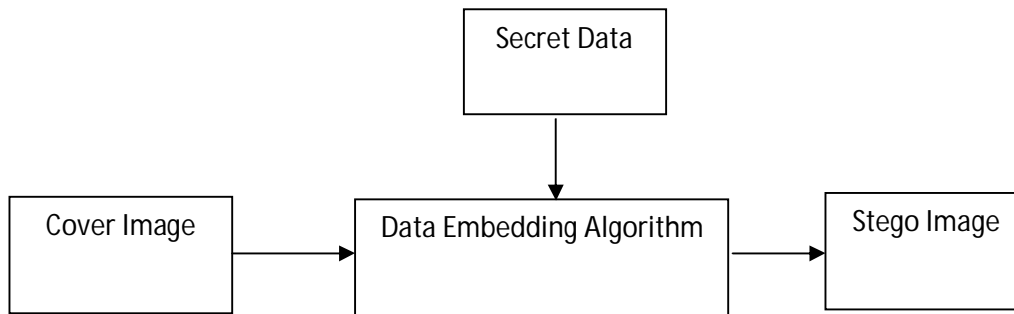 Secret Data
Cover Image
Data Embedding Algorithm
Stego Image